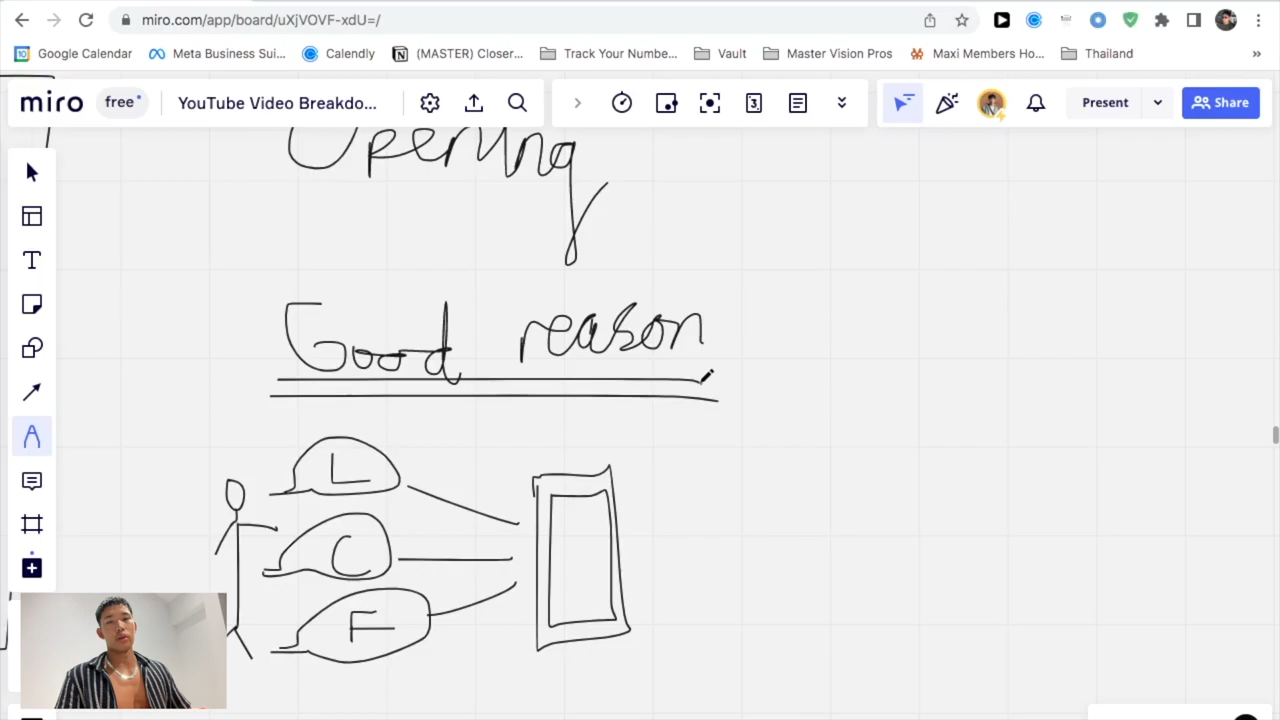 miro.com/app/board/uXjVOVF-xdU=/
10 Google Calendar Meta Business Sui... Calendly (MASTER) Closer... Track Your Numbe... Vault Master Vision Pros Maxi Members Ho... Thailand »
miro free YouTube Video Breakdo... 3 Present Share
Opening
T
Good reason
L
C
F